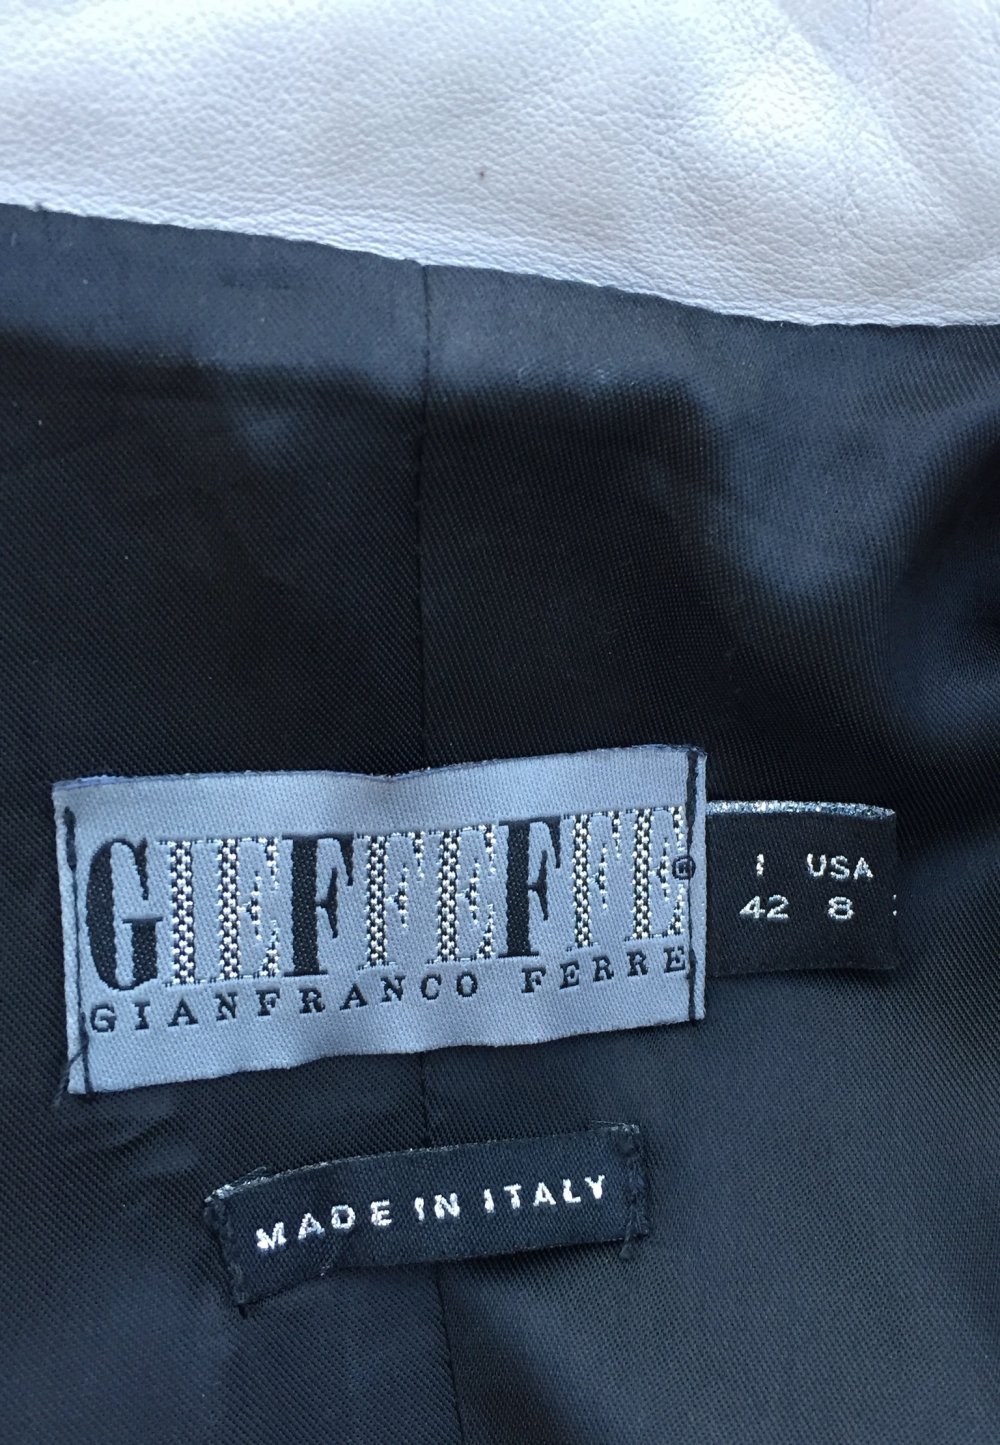 GIEFFEFFE®
GIANFRANCO FERRE
I USA
42 8
MADE IN ITALY